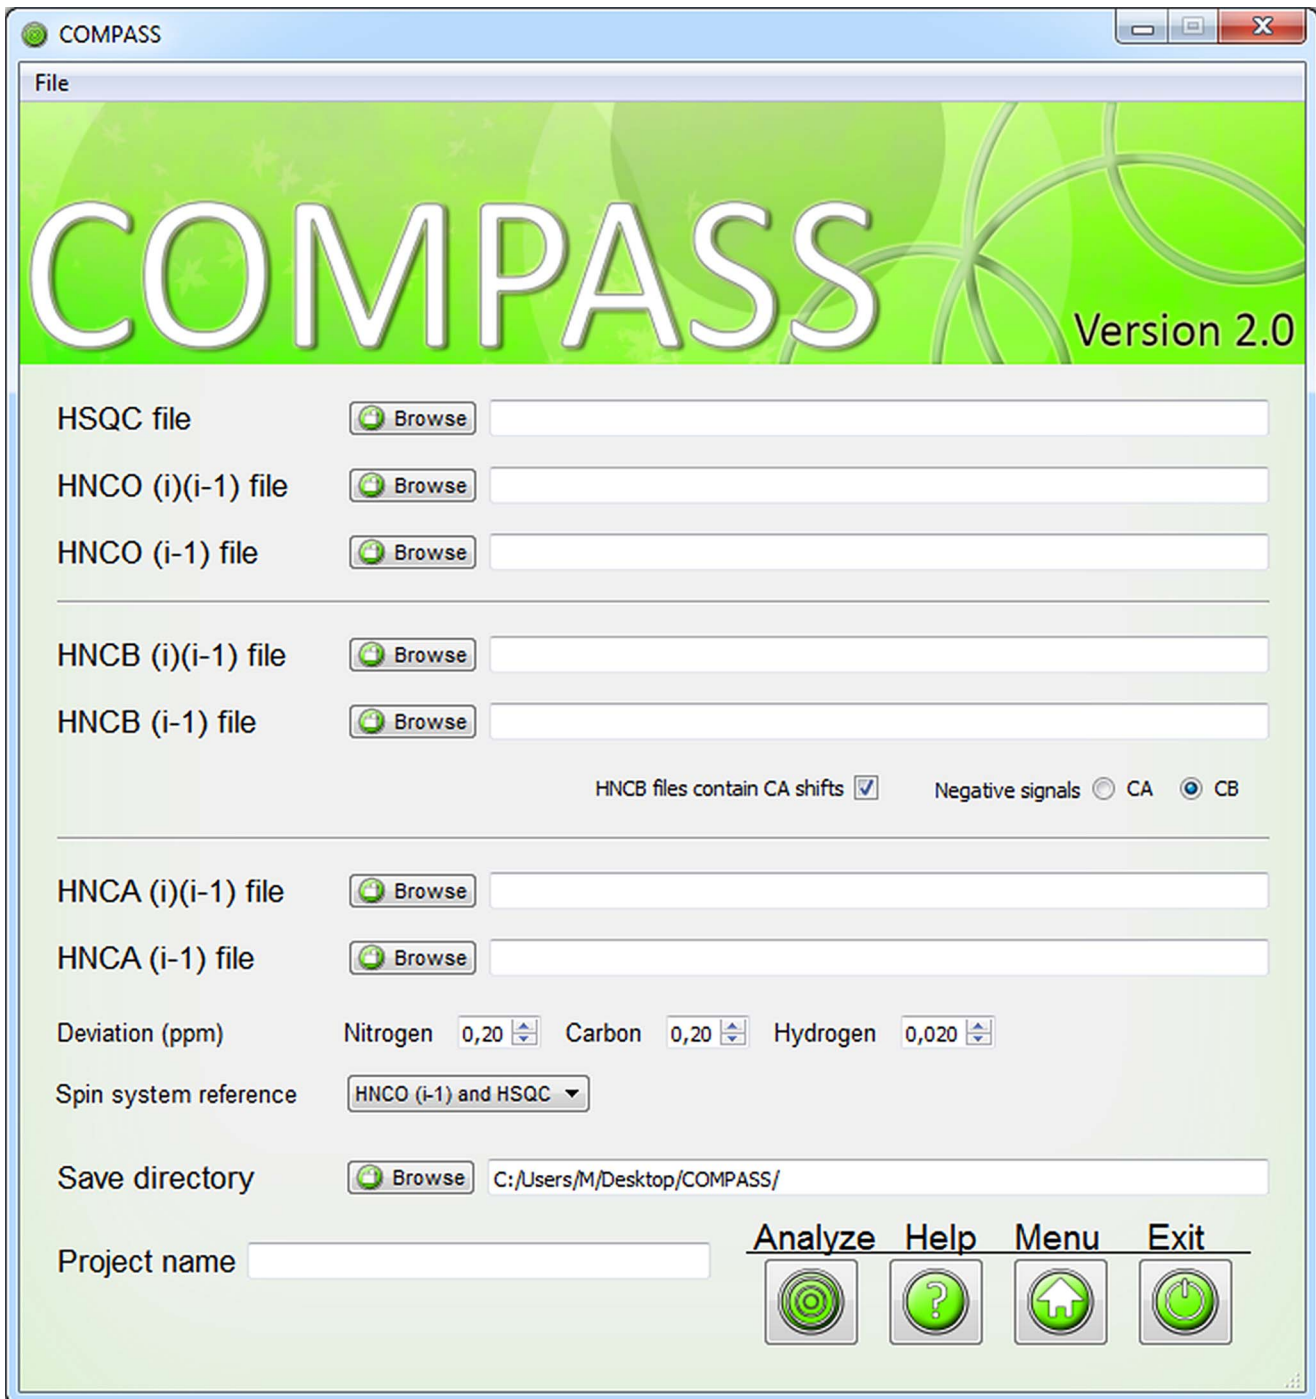 COMPASS
File
COMPASS
Version 2.0
HSQC file Browse
HNCO (i)(i-1) file Browse
HNCO (i-1) file Browse
HNCB (i)(i-1) file Browse
HNCB (i-1) file Browse
HNCB files contain CA shifts Negative signals CA CB
HNCA (i)(i-1) file Browse
HNCA (i-1) file Browse
Deviation (ppm) Nitrogen 0,20 Carbon 0,20 Hydrogen 0,020
Spin system reference HNCO (i-1) and HSQC
Save directory Browse C:/Users/M/Desktop/COMPASS/
Analyze Help Menu Exit
Project name
?